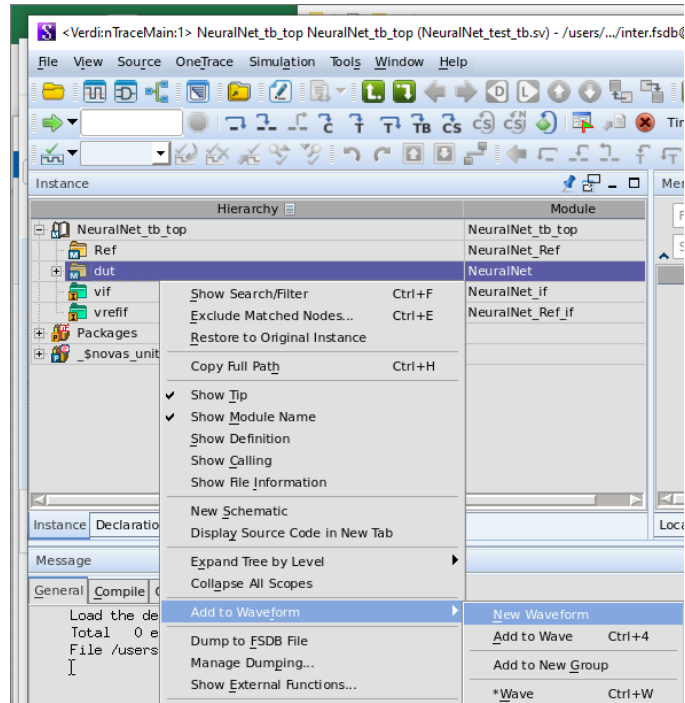 <Verdi:nTraceMain:1> NeuralNet_tb_top NeuralNet_tb_top (NeuralNet_test_tb.sv) - /users/.../inter.fsdb@
File View Source OneTrace Simulation Tools Window Help
Tir
Instance
Mer
Hierarchy Module
NeuralNet_tb_top NeuralNet_tb_top
Ref NeuralNet_Ref
dut NeuralNet
vif NeuralNet_if
vrefif NeuralNet_Ref_if
Packages
_$novas_unit
Show Search/Filter Ctrl+F
Exclude Matched Nodes... Ctrl+E
Restore to Original Instance
Copy Full Path Ctrl+H
Show Tip
Show Module Name
Show Definition
Show Calling
Show File Information
New Schematic
Display Source Code in New Tab
Expand Tree by Level
Collapse All Scopes
Add to Waveform
Dump to FSDB File
Manage Dumping...
Show External Functions...
New Waveform
Add to Wave Ctrl+4
Add to New Group
*Wave Ctrl+W
Instance Declaratio
Loca
Message
General Compile
Load the de
Total 0 e
File /users